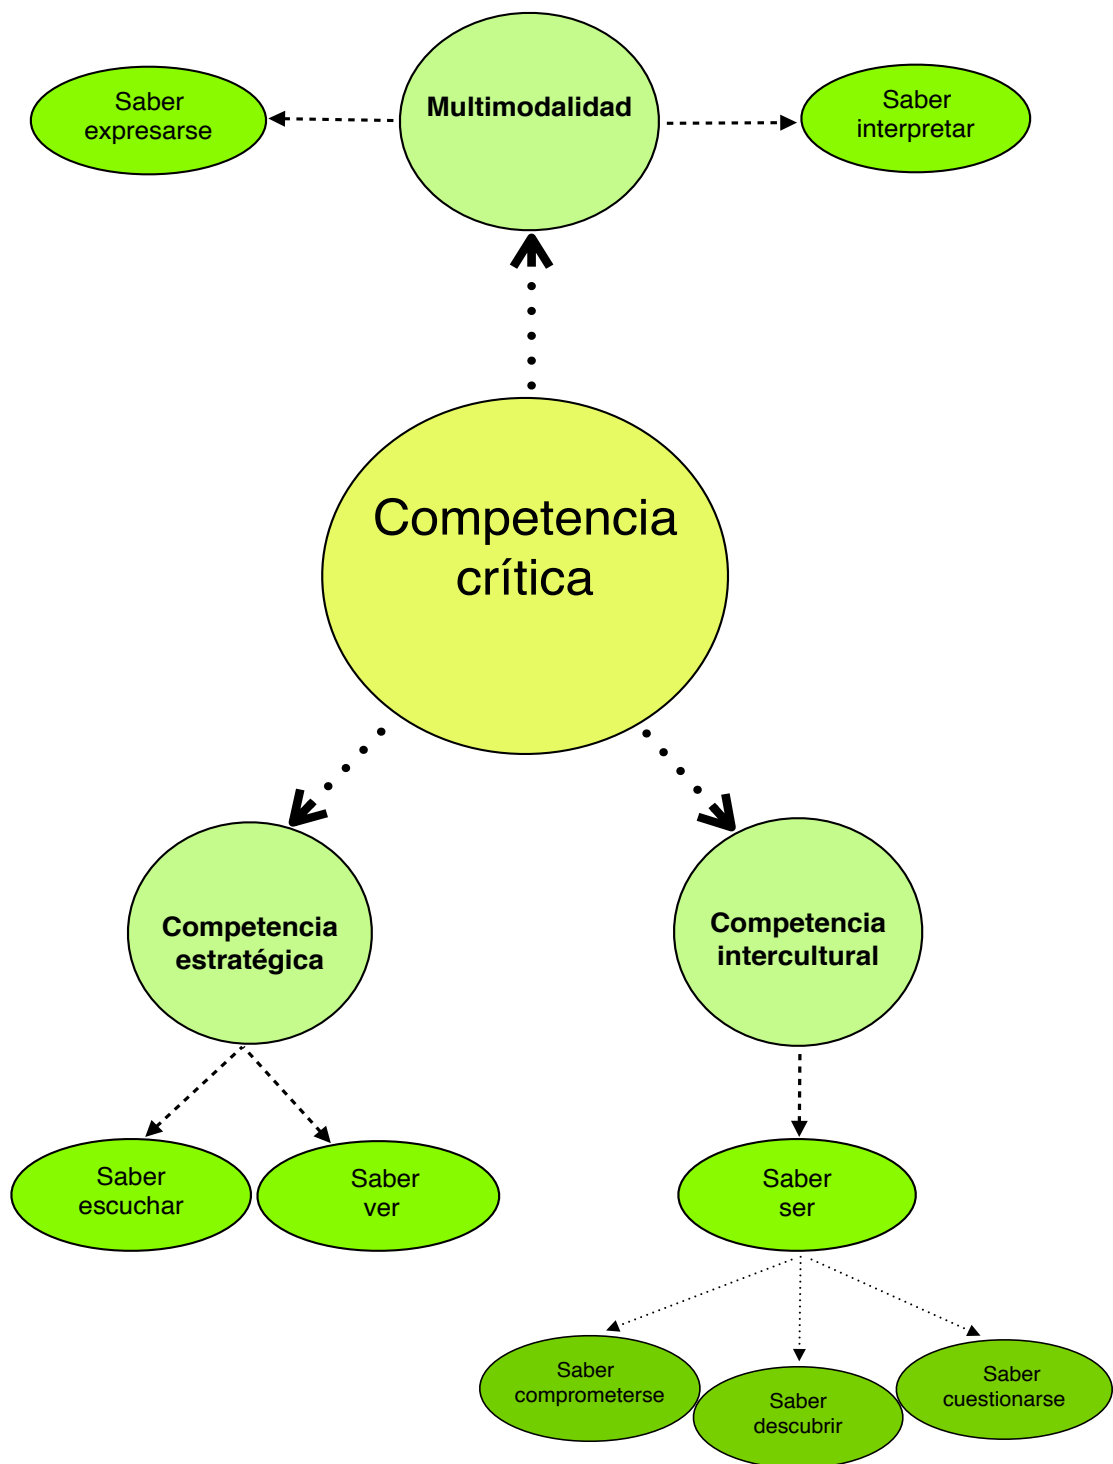 Saber
expresarse
Multimodalidad
Saber
interpretar
Competencia
crítica
Competencia
estratégica
Competencia
intercultural
Saber
escuchar
Saber
ver
Saber
ser
Saber
comprometerse
Saber
descubrir
Saber
cuestionarse